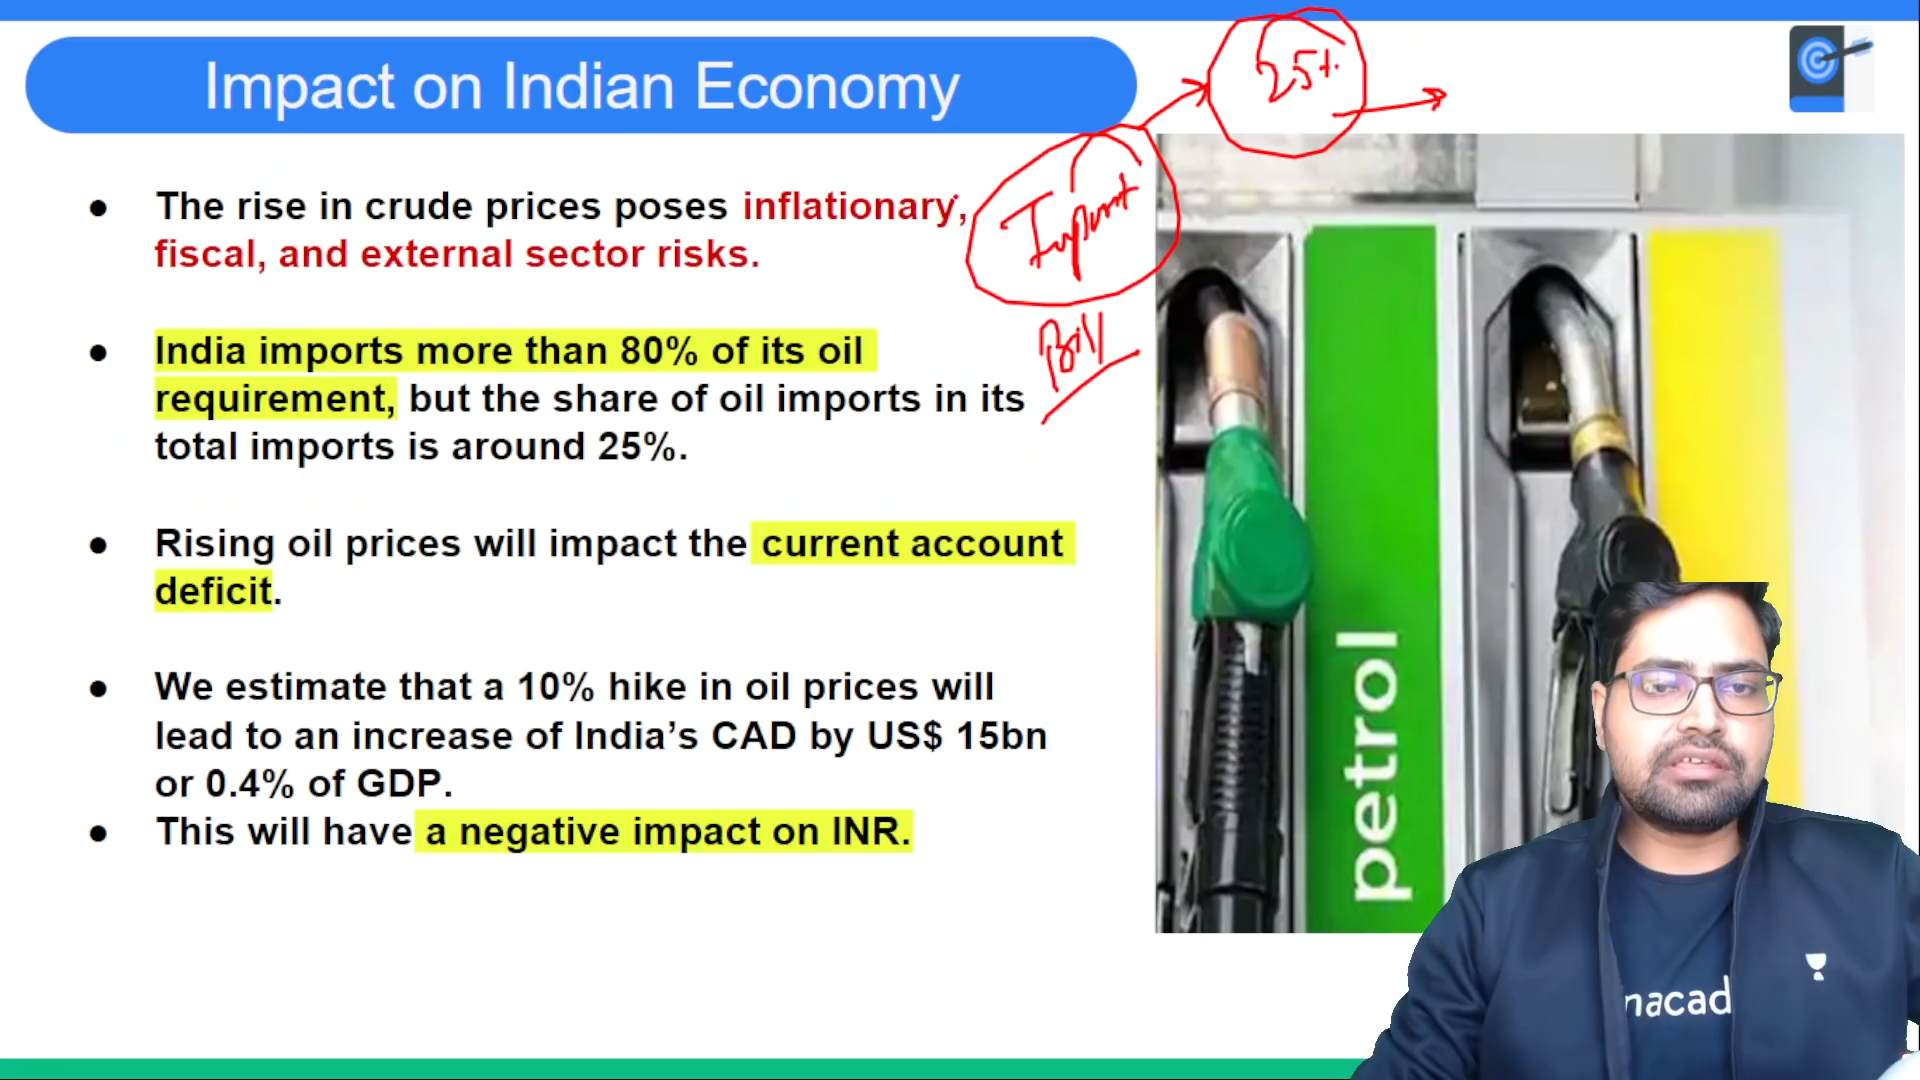 Impact on Indian Economy
25%
Import
Bill
● The rise in crude prices poses inflationary,
fiscal, and external sector risks.
● India imports more than 80% of its oil
requirement, but the share of oil imports in its
total imports is around 25%.
● Rising oil prices will impact the current account
deficit.
● We estimate that a 10% hike in oil prices will
lead to an increase of India’s CAD by US$ 15bn
or 0.4% of GDP.
● This will have a negative impact on INR.
petrol
nacad